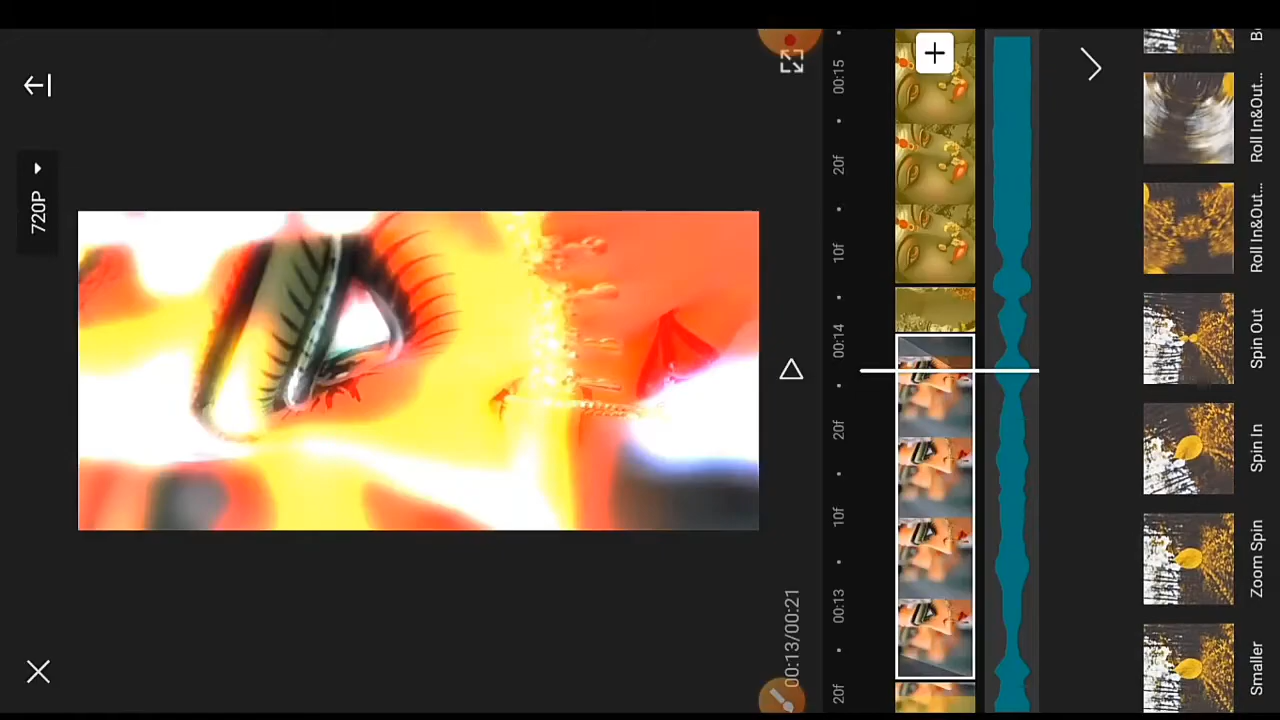 720P
00:13/00:21
20f 00:13 10f 20f 00:14 10f 20f 00:15
Smaller Zoom Spin Spin In Spin Out Roll In&Out... Roll In&Out...